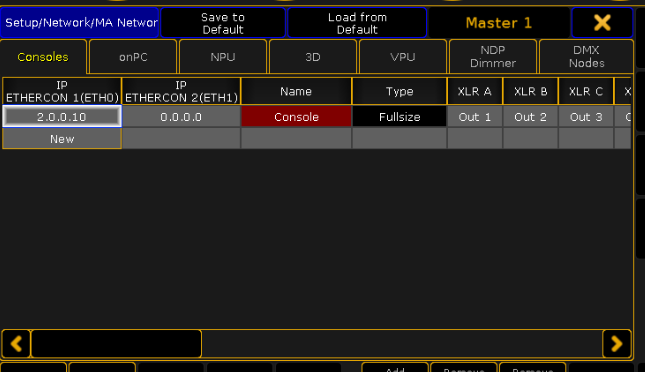 Setup/Network/MA Networ
Save to
Default
Load from
Default
Master 1
Consoles
onPC
NPU
3D
VPU
NDP
Dimmer
DMX
Nodes
IP
ETHERCON 1(ETH0)
IP
ETHERCON 2(ETH1)
Name
Type
XLR A
XLR B
XLR C
X
2.0.0.10
0.0.0.0
Console
Fullsize
Out 1
Out 2
Out 3
New
Add
Remove
Remove